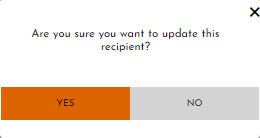 Are you sure you want to update this
recipient?
YES
NO